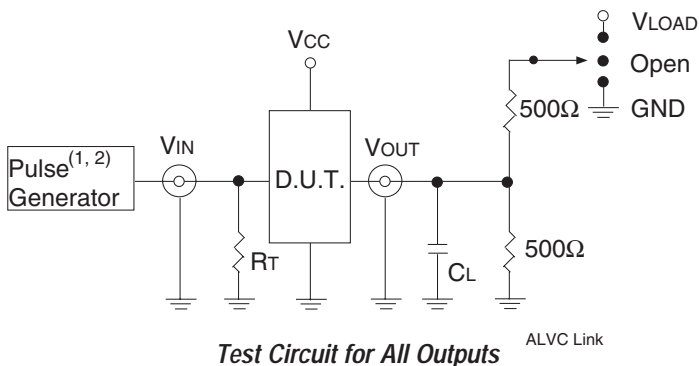 VLOAD
VCC
Open
500Ω
GND
VIN
VOUT
Pulse(1, 2)
Generator
D.U.T.
RT
CL
500Ω
ALVC Link
Test Circuit for All Outputs